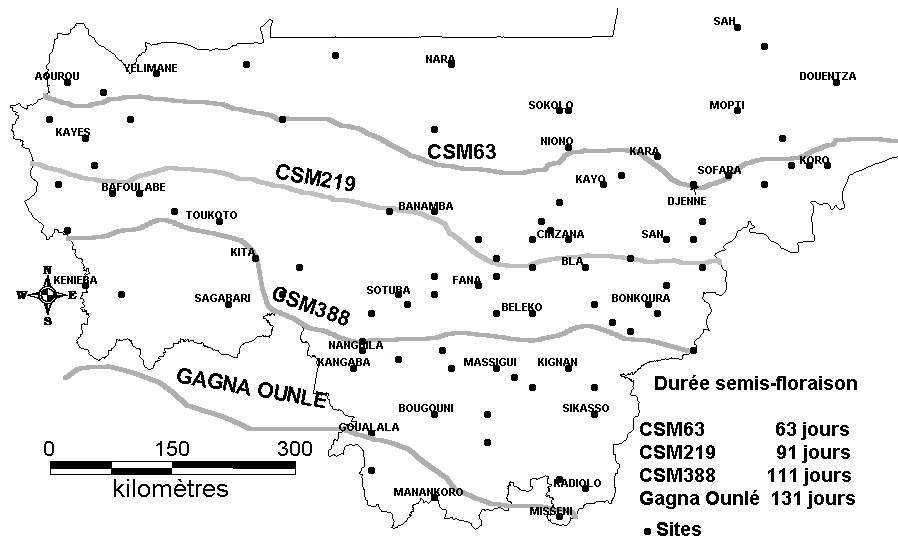 SAH
NARA
YELIMANE
AOUROU
DOUENTZA
SOKOLO
MOPTI
KAYES
NIONO
CSM63
KARA
KORO
SOFARA
CSM219
KAYO
BAFOULABE
DJENNE
BANAMBA
TOUKOTO
CINZANA
SAN
KITA
BLA
N
KENIEBA
FANA
W E
SOTUBA
SAGABARI
CSM388
BONKOURA
BELEKO
S
NANGUILA
KANGABA
MASSIGUI
KIGNAN
GAGNA OUNLE
Durée semis-floraison
BOUGOUNI
SIKASSO
GOUALALA
CSM63 63 jours
0 150 300
CSM219 91 jours
CSM388 111 jours
kilomètres
KADIOLO
MANANKORO
Gagna Ounlé 131 jours
MISSENI
Sites